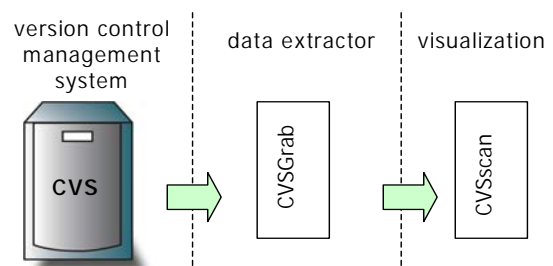 version control
management
system
data extractor
visualization
CVS
CVSGrab
CVSscan